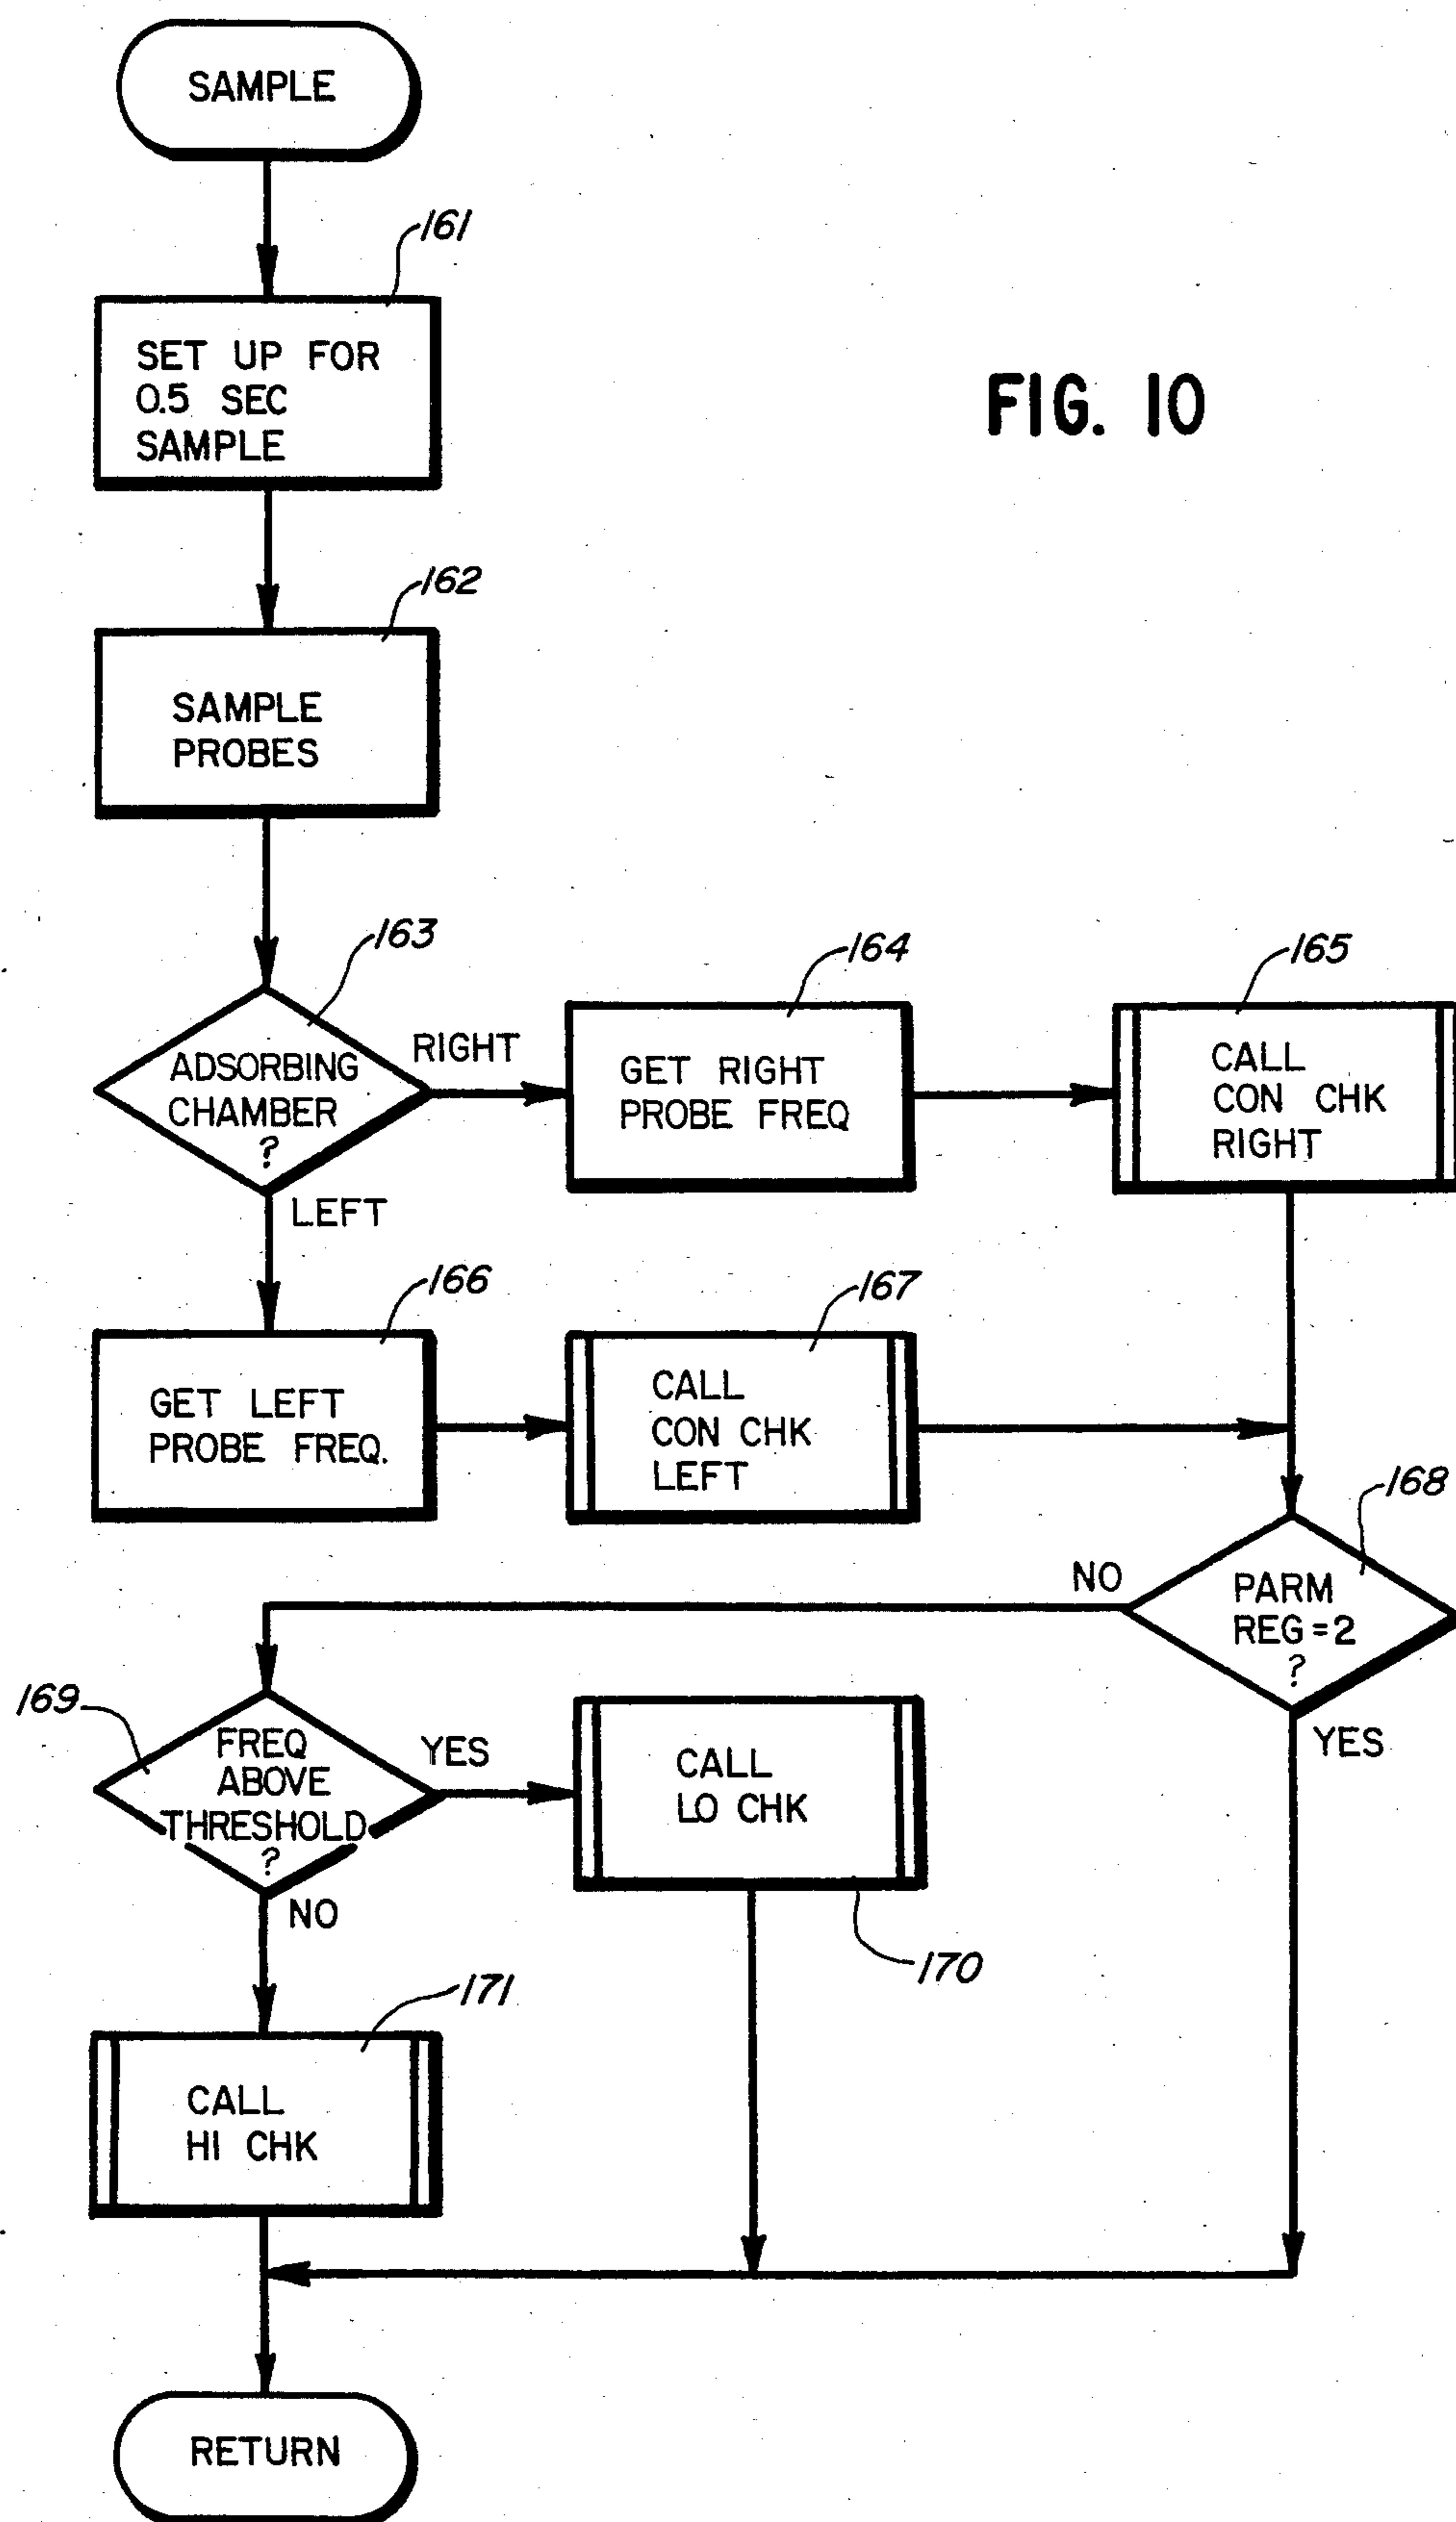 SAMPLE
161
SET UP FOR
0.5 SEC
SAMPLE
FIG. 10
162
SAMPLE
PROBES
163
ADSORBING
CHAMBER
?
RIGHT
LEFT
164
GET RIGHT
PROBE FREQ
165
CALL
CON CHK
RIGHT
166
GET LEFT
PROBE FREQ.
167
CALL
CON CHK
LEFT
168
PARM
REG=2
?
NO
YES
169
FREQ
ABOVE
THRESHOLD
?
YES
NO
CALL
LO CHK
170
171
CALL
HI CHK
RETURN